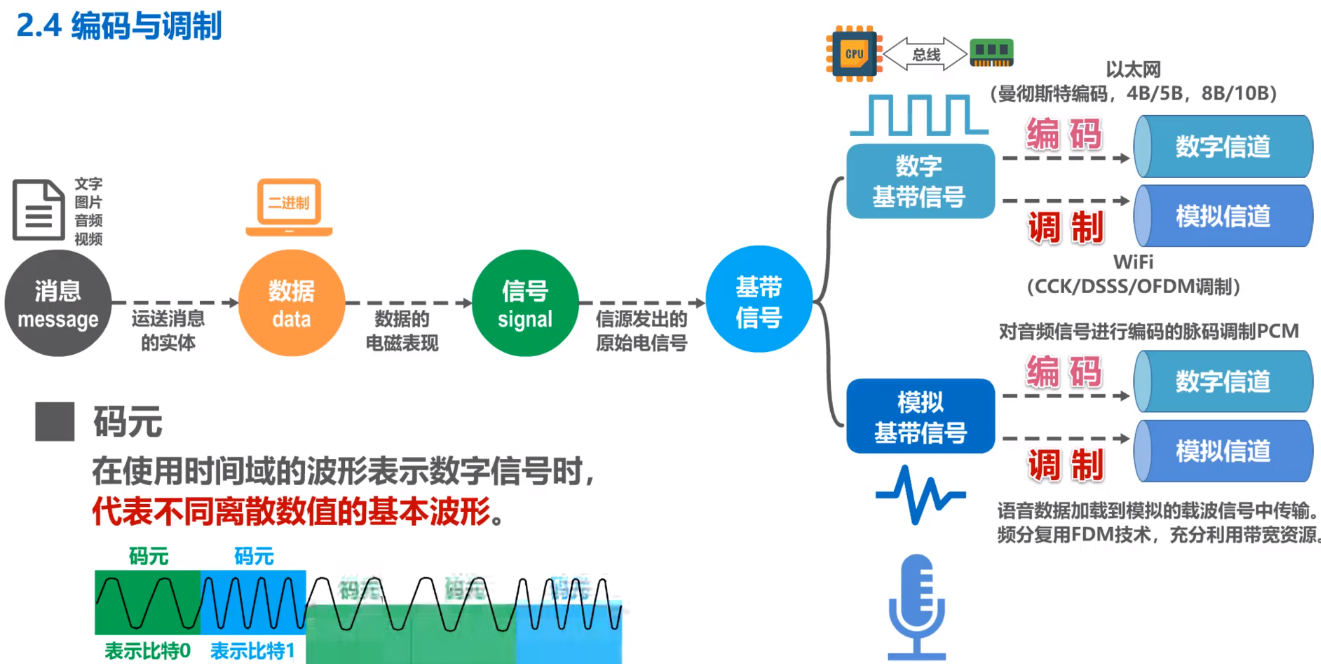 2.4 编码与调制
CPU
总线
以太网
（曼彻斯特编码，4B/5B，8B/10B）
编码
数字信道
数字
基带信号
调制
模拟信道
WiFi
（CCK/DSSS/OFDM调制）
文字
图片
音频
视频
二进制
消息
message
运送消息
的实体
数据
data
数据的
电磁表现
信号
signal
信源发出的
原始电信号
基带
信号
对音频信号进行编码的脉码调制PCM
编码
数字信道
模拟
基带信号
调制
模拟信道
语音数据加载到模拟的载波信号中传输。
频分复用FDM技术，充分利用带宽资源。
码元
在使用时间域的波形表示数字信号时，
代表不同离散数值的基本波形。
码元
码元
码元
码元
码元
表示比特0
表示比特1